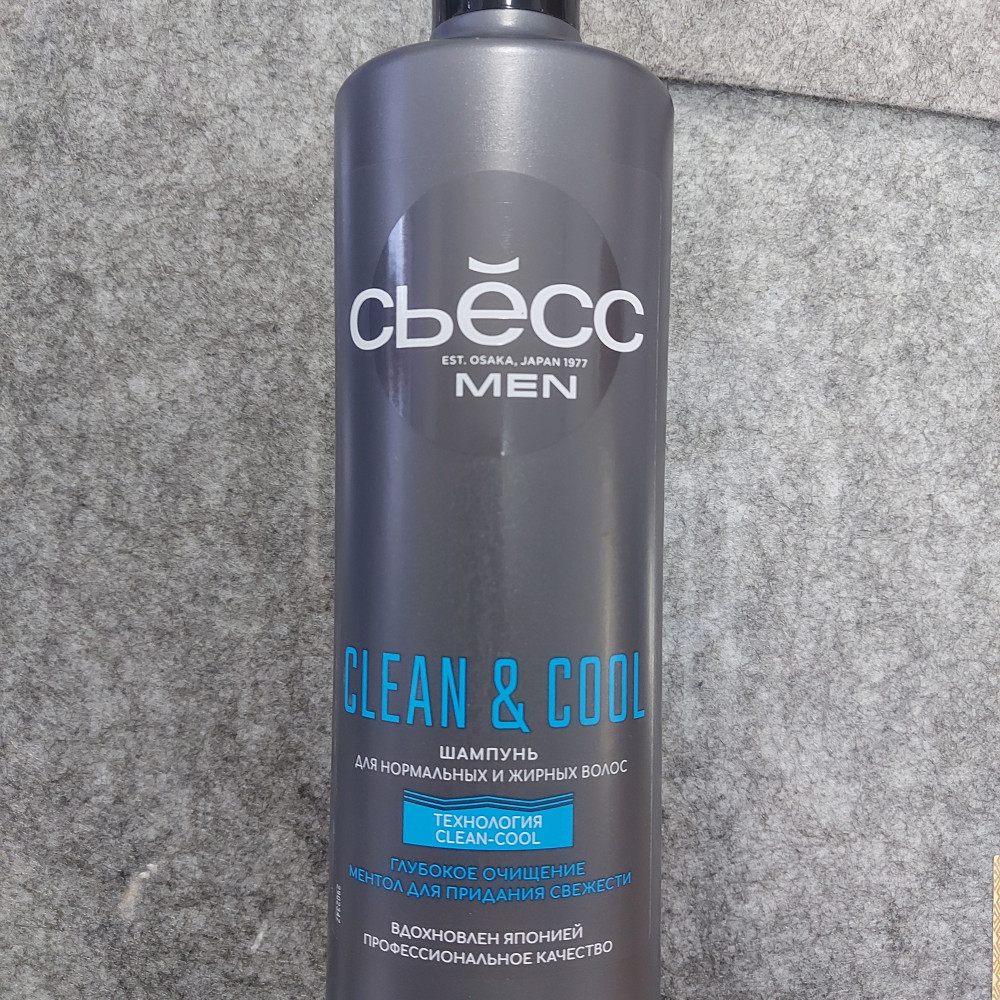 сьĕсс
EST. OSAKA, JAPAN 1977
MEN
CLEAN & COOL
ШАМПУНЬ
ДЛЯ НОРМАЛЬНЫХ И ЖИРНЫХ ВОЛОС
ТЕХНОЛОГИЯ
CLEAN-COOL
ГЛУБОКОЕ ОЧИЩЕНИЕ
МЕНТОЛ ДЛЯ ПРИДАНИЯ СВЕЖЕСТИ
ВДОХНОВЛЕН ЯПОНИЕЙ
ПРОФЕССИОНАЛЬНОЕ КАЧЕСТВО